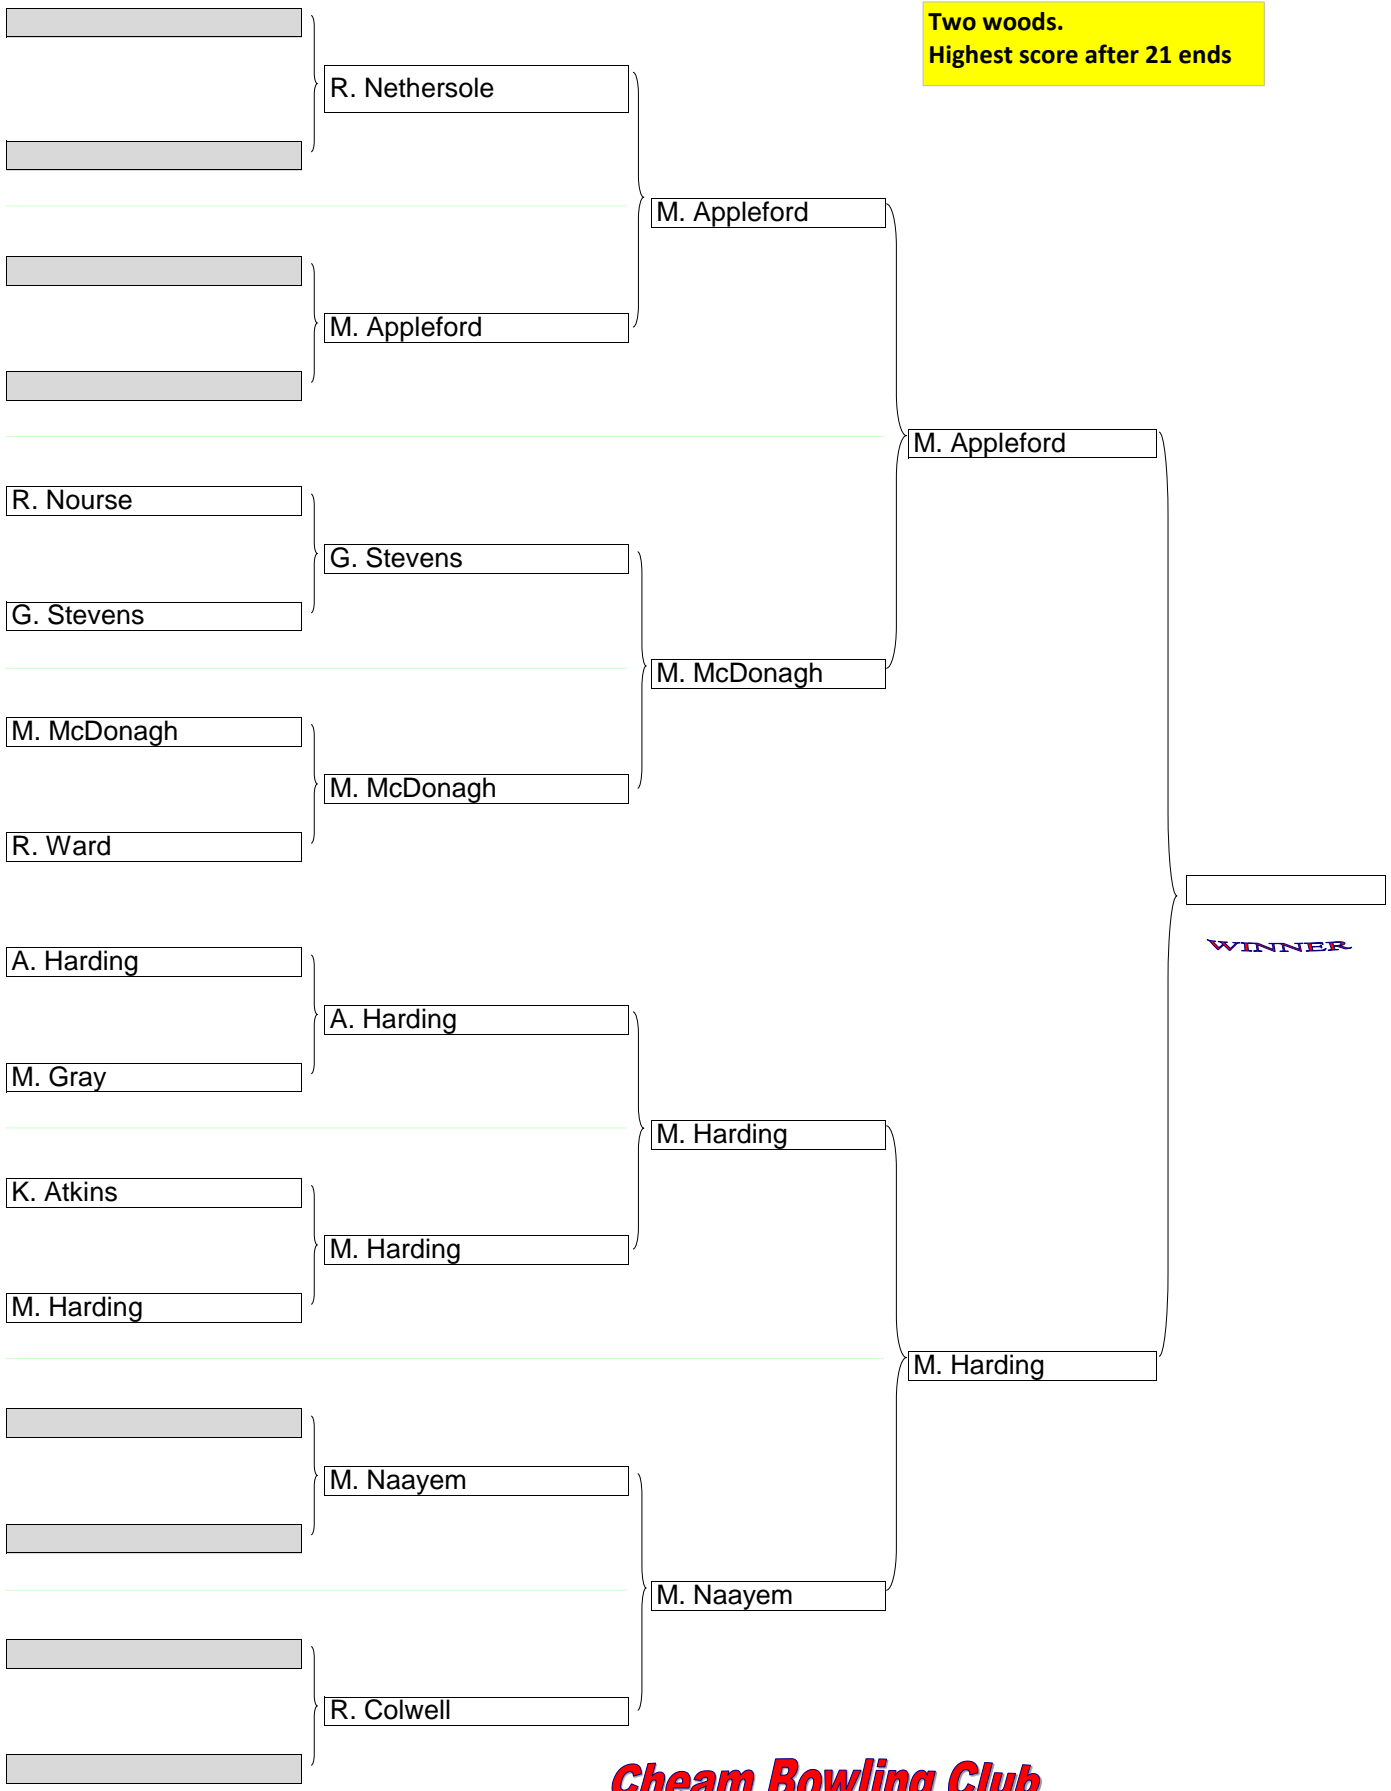 Two woods.
Highest score after 21 ends
R. Nethersole
M. Appleford
M. Appleford
M. Appleford
R. Nourse
G. Stevens
G. Stevens
M. McDonagh
M. McDonagh
M. McDonagh
R. Ward
WINNER
A. Harding
A. Harding
M. Gray
M. Harding
K. Atkins
M. Harding
M. Harding
M. Harding
M. Naayem
M. Naayem
R. Colwell
Cheam Bowling Club